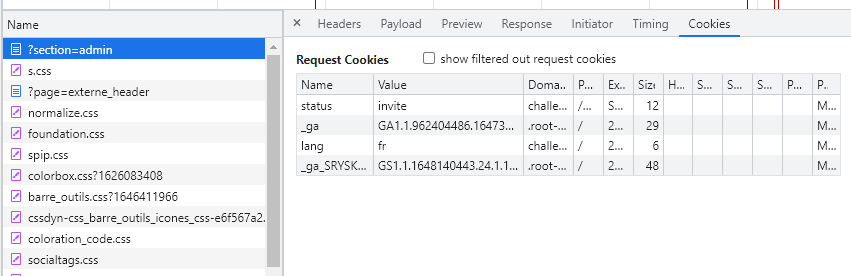 Name
?section=admin
s.css
?page=externe_header
normalize.css
foundation.css
spip.css
colorbox.css?1626083408
barre_outils.css?1646411966
cssdyn-css_barre_outils_icones_css-e6f567a2...
coloration_code.css
socialtags.css
Headers Payload Preview Response Initiator Timing Cookies
Request Cookies show filtered out request cookies
Name Value Doma... P... Ex... Size H... S... S... S... P... P.
status invite challe... /... S... 12 M...
_ga GA1.1.962404486.16473... .root-... / 2... 29 M...
lang fr challe... / 2... 6 M...
_ga_SRYSK... GS1.1.1648140443.24.1.1... .root-... / 2... 48 M...